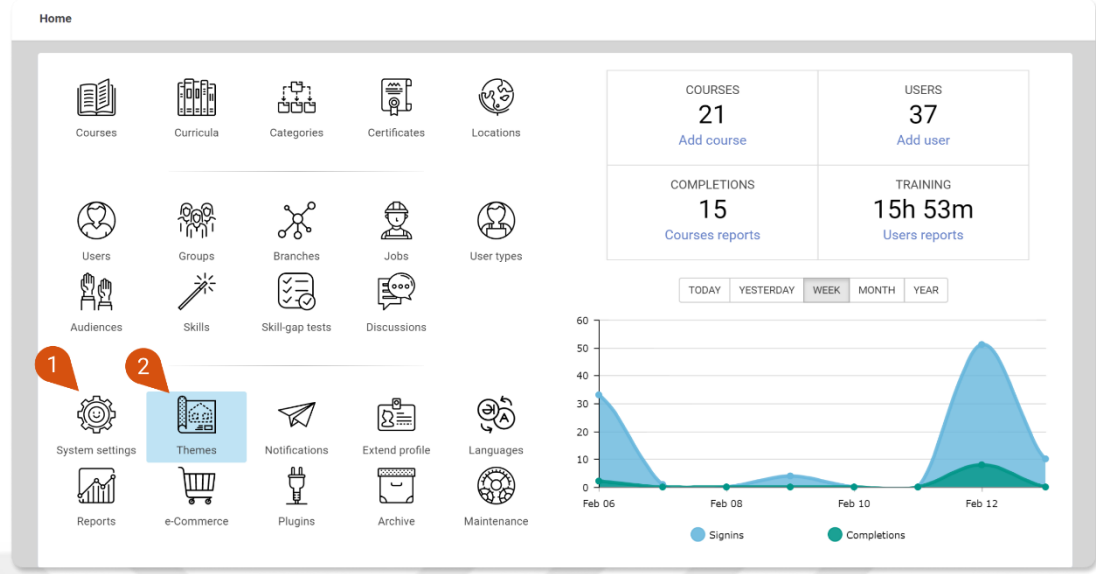 Home
Courses
Curricula
Categories
Certificates
Locations
Users
Groups
Branches
Jobs
User types
Audiences
Skills
Skill-gap tests
Discussions
1
2
System settings
Themes
Notifications
Extend profile
Languages
Reports
e-Commerce
Plugins
Archive
Maintenance
COURSES
21
Add course
USERS
37
Add user
COMPLETIONS
15
Courses reports
TRAINING
15h 53m
Users reports
TODAY YESTERDAY WEEK MONTH YEAR
60
50
40
30
20
10
0
Feb 06 Feb 08 Feb 10 Feb 12
Signins Completions